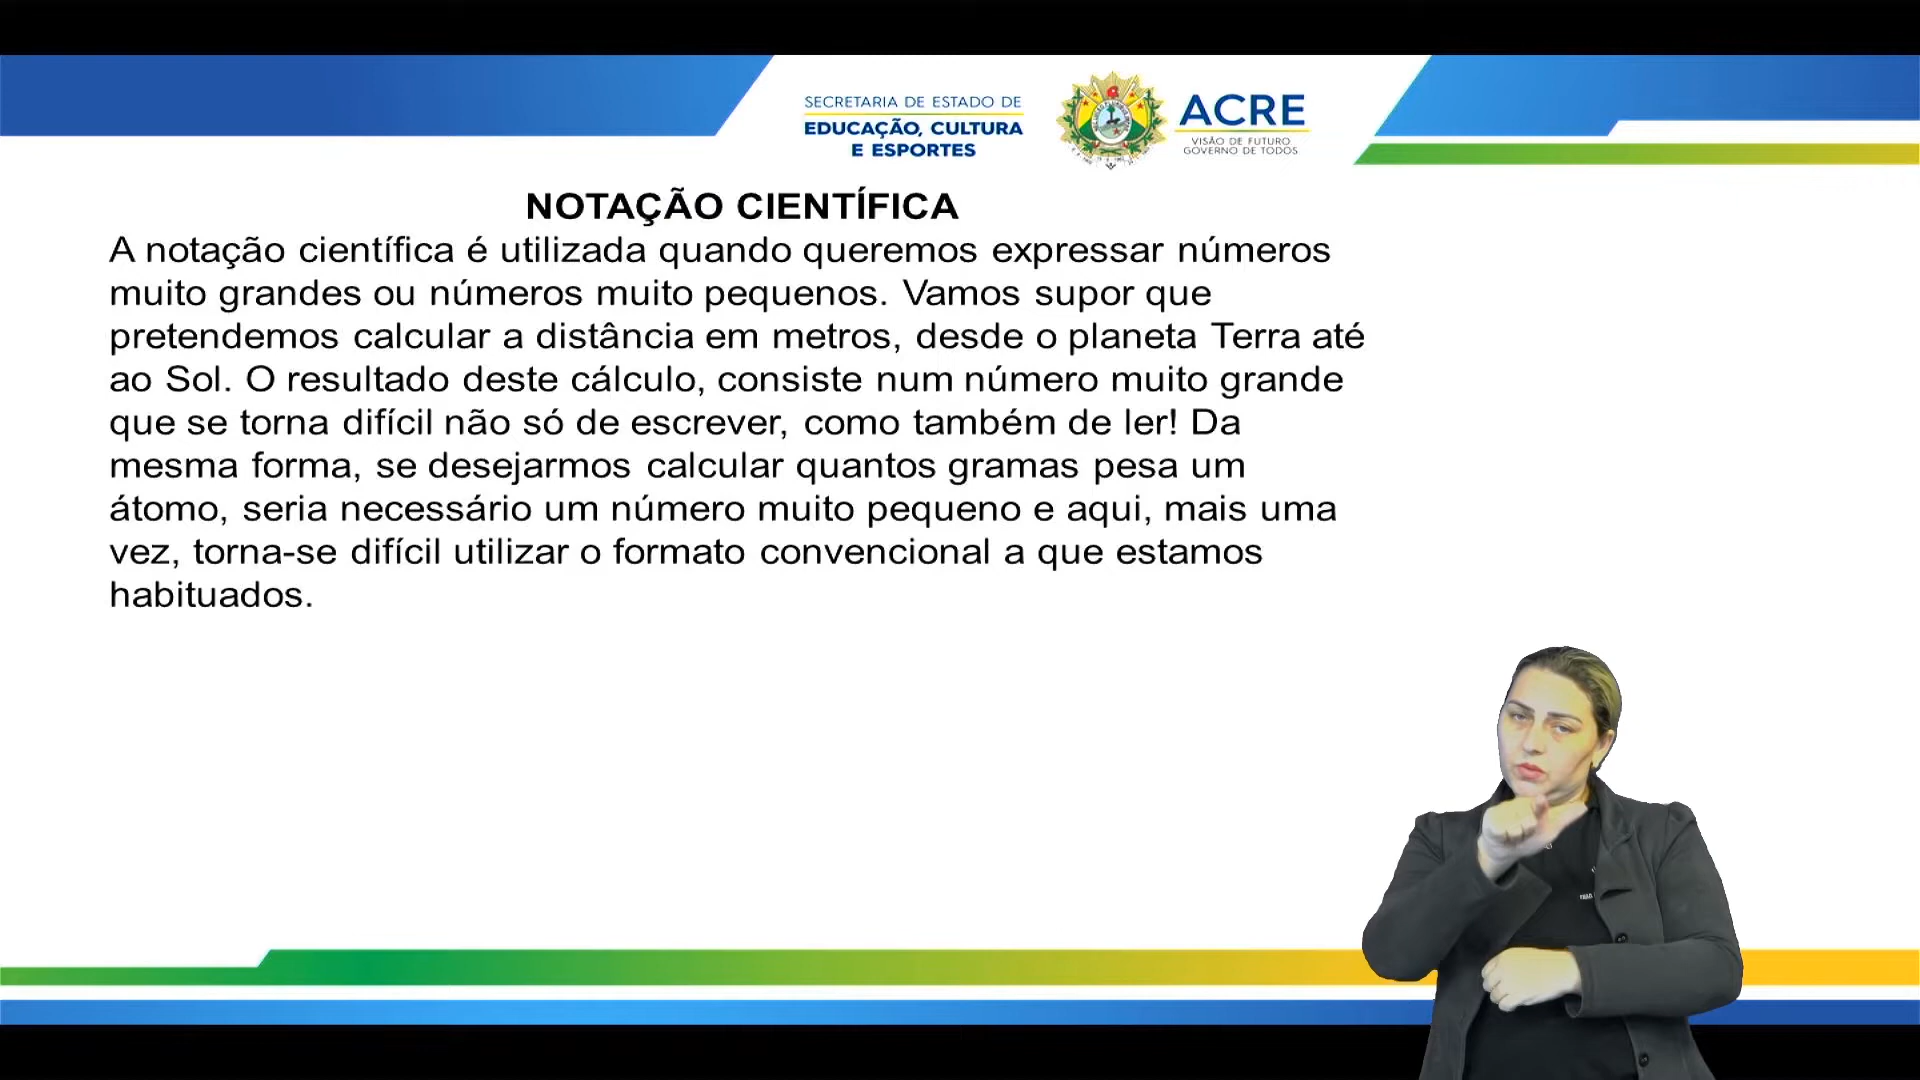 SECRETARIA DE ESTADO DE
EDUCAÇÃO, CULTURA
E ESPORTES
ACRE
VISÃO DE FUTURO
GOVERNO DE TODOS
NOTAÇÃO CIENTÍFICA
A notação científica é utilizada quando queremos expressar números
muito grandes ou números muito pequenos. Vamos supor que
pretendemos calcular a distância em metros, desde o planeta Terra até
ao Sol. O resultado deste cálculo, consiste num número muito grande
que se torna difícil não só de escrever, como também de ler! Da
mesma forma, se desejarmos calcular quantos gramas pesa um
átomo, seria necessário um número muito pequeno e aqui, mais uma
vez, torna-se difícil utilizar o formato convencional a que estamos
habituados.